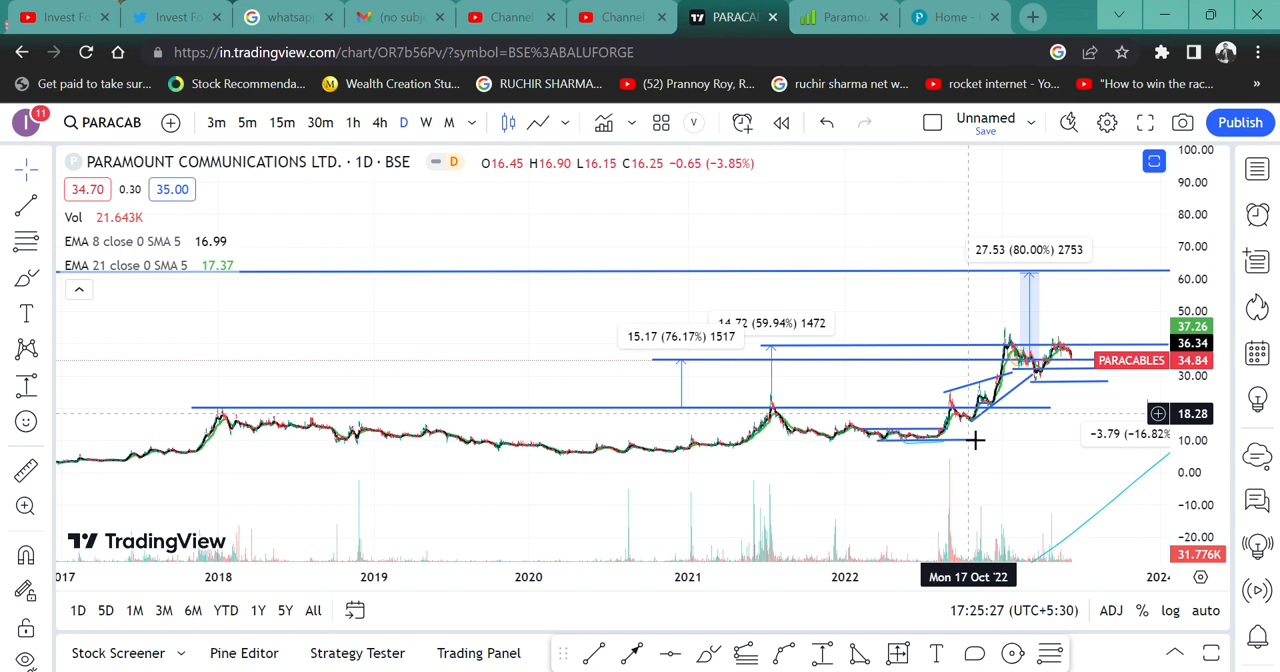 Invest Fo
Invest Fo
whatsap
(no subj
Channel
Channel
PARACA
Paramou
Home -
https://in.tradingview.com/chart/OR7b56Pv/?symbol=BSE%3ABALUFORGE
Get paid to take sur...
Stock Recommenda...
Wealth Creation Stu...
RUCHIR SHARMA...
(52) Prannoy Roy, R...
ruchir sharma net w...
rocket internet - Yo...
"How to win the rac...
»
I 11
PARACAB
3m 5m 15m 30m 1h 4h D W M
V
Unnamed
Save
Publish
P PARAMOUNT COMMUNICATIONS LTD. · 1D · BSE D O16.45 H16.90 L16.15 C16.25 −0.65 (−3.85%)
34.70 0.30 35.00
Vol 21.643K
EMA 8 close 0 SMA 5 16.99
EMA 21 close 0 SMA 5 17.37
100.00
90.00
80.00
70.00
60.00
50.00
37.26
36.34
PARACABLES 34.84
30.00
18.28
10.00
0.00
−10.00
−20.00
31.776K
27.53 (80.00%) 2753
14.72 (59.94%) 1472
15.17 (76.17%) 1517
−3.79 (−16.82%
TradingView
2018 2019 2020 2021 2022 Mon 17 Oct '22
1D 5D 1M 3M 6M YTD 1Y 5Y All
17:25:27 (UTC+5:30) ADJ % log auto
Stock Screener Pine Editor Strategy Tester Trading Panel